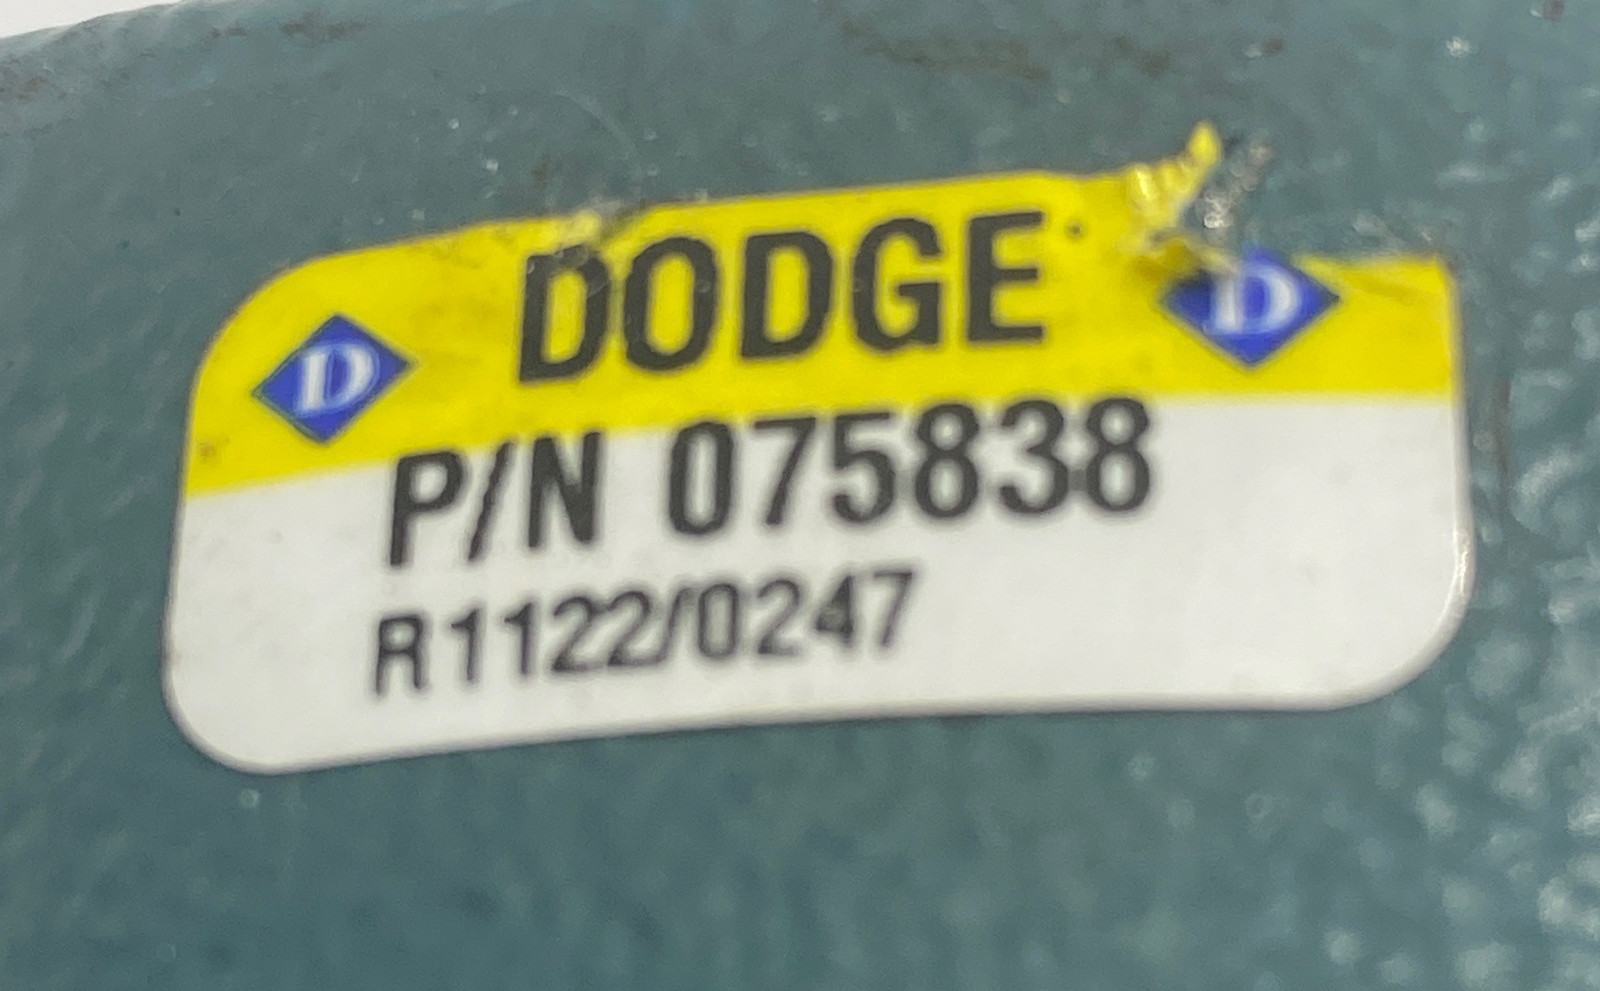 D DODGE D
P/N 075838
R1122/0247